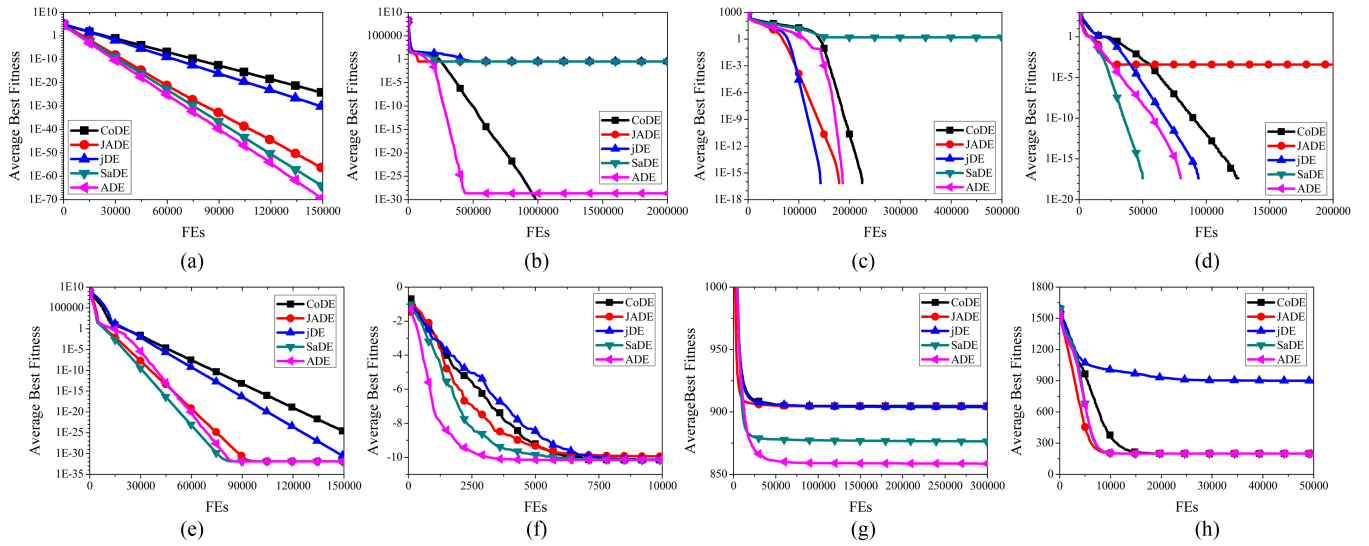 1E10
1
1E-10
1E-20
1E-30
1E-40
1E-50
1E-60
1E-70
Average Best Fitness
CoDE
JADE
jDE
SaDE
ADE
0 30000 60000 90000 120000 150000
FEs
(a)
1E10
100000
1
1E-5
1E-10
1E-15
1E-20
1E-25
1E-30
Average Best Fitness
CoDE
JADE
jDE
SaDE
ADE
0 500000 1000000 1500000 2000000
FEs
(b)
1000
1
1E-3
1E-6
1E-9
1E-12
1E-15
1E-18
Average Best Fitness
CoDE
JADE
jDE
SaDE
ADE
0 100000 200000 300000 400000 500000
FEs
(c)
1
1E-5
1E-10
1E-15
1E-20
Average Best Fitness
CoDE
JADE
jDE
SaDE
ADE
0 50000 100000 150000 200000
FEs
(d)
1E10
100000
1
1E-5
1E-10
1E-15
1E-20
1E-25
1E-30
1E-35
Average Best Fitness
CoDE
JADE
jDE
SaDE
ADE
0 30000 60000 90000 120000 150000
FEs
(e)
0
-2
-4
-6
-8
-10
Average Best Fitness
CoDE
JADE
jDE
SaDE
ADE
0 2500 5000 7500 10000
FEs
(f)
1000
950
900
850
AverageBest Fitness
CoDE
JADE
jDE
SaDE
ADE
0 50000 100000 150000 200000 250000 300000
FEs
(g)
1800
1500
1200
900
600
300
0
Average Best Fitness
CoDE
JADE
jDE
SaDE
ADE
0 10000 20000 30000 40000 50000
FEs
(h)